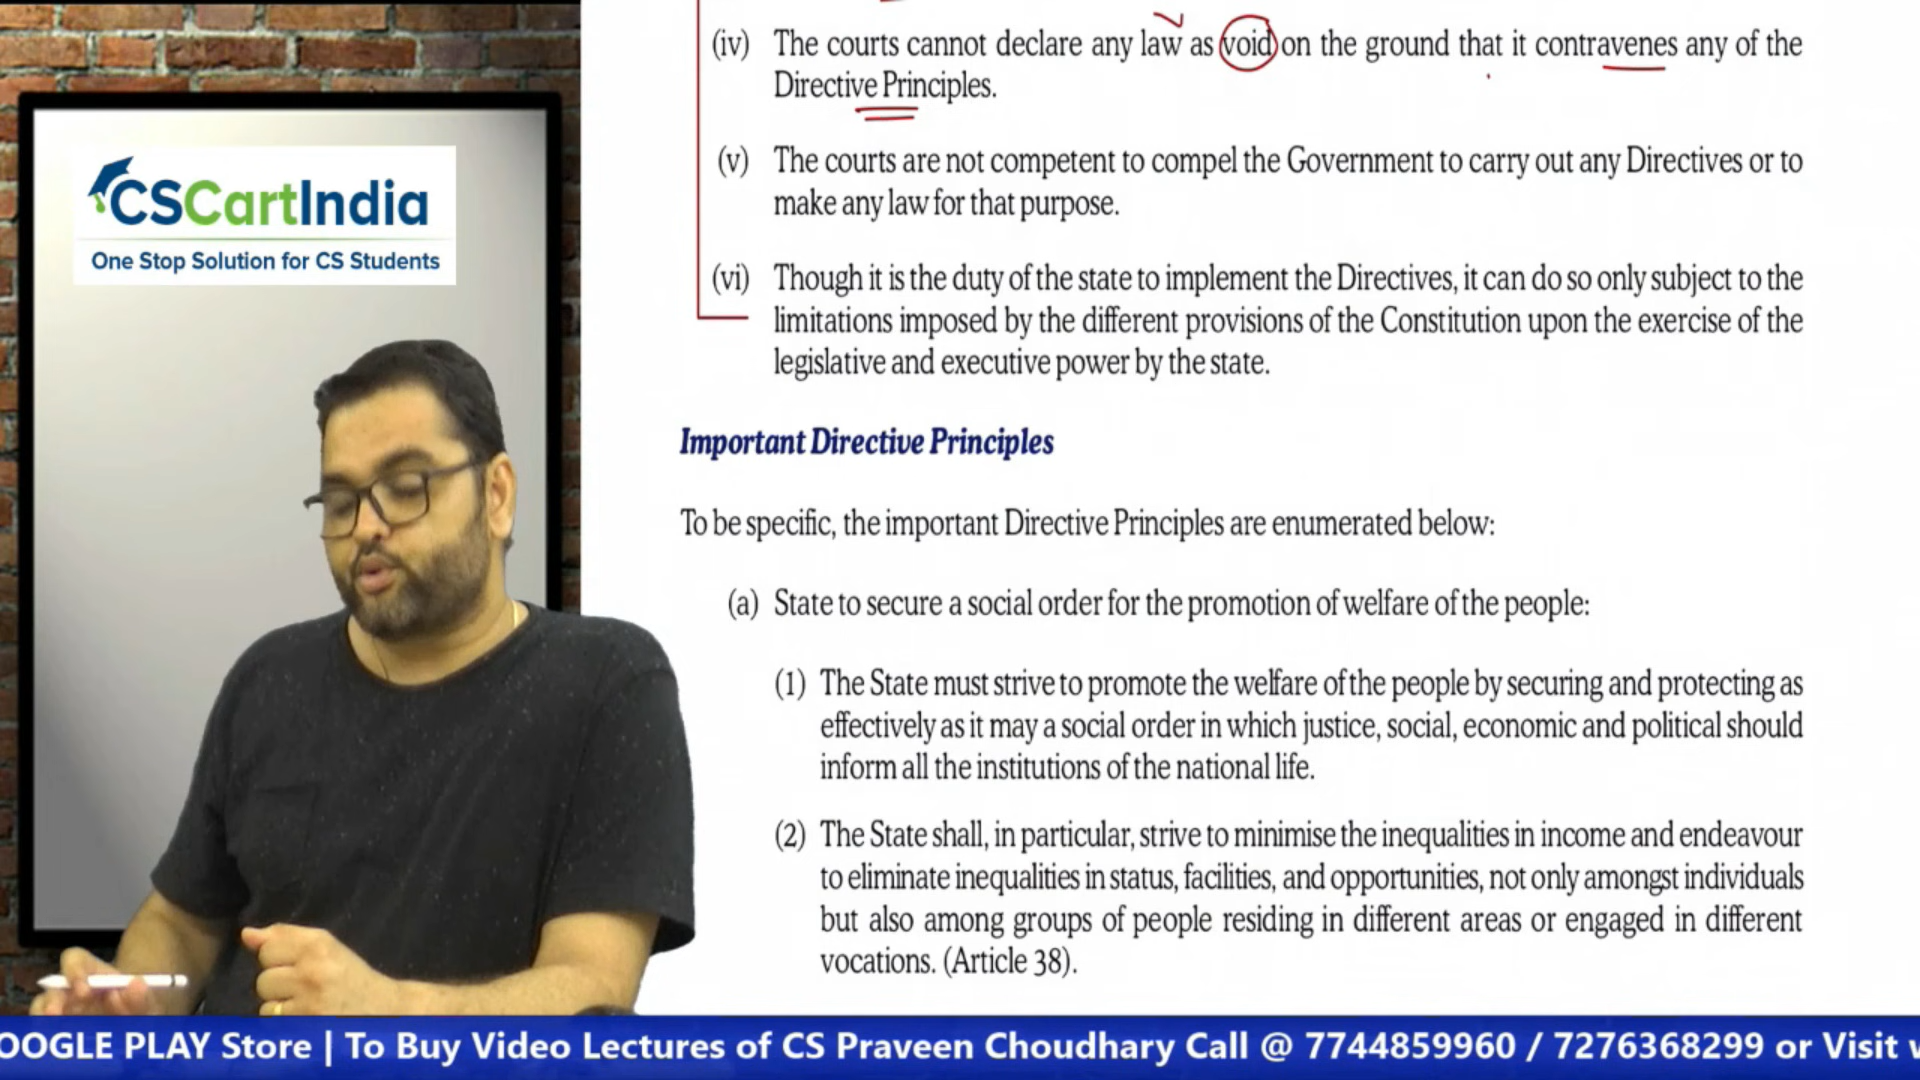 (iv) The courts cannot declare any law as void on the ground that it contravenes any of the
Directive Principles.
(v) The courts are not competent to compel the Government to carry out any Directives or to
make any law for that purpose.
(vi) Though it is the duty of the state to implement the Directives, it can do so only subject to the
limitations imposed by the different provisions of the Constitution upon the exercise of the
legislative and executive power by the state.
Important Directive Principles
To be specific, the important Directive Principles are enumerated below:
(a) State to secure a social order for the promotion of welfare of the people:
(1) The State must strive to promote the welfare of the people by securing and protecting as
effectively as it may a social order in which justice, social, economic and political should
inform all the institutions of the national life.
(2) The State shall, in particular, strive to minimise the inequalities in income and endeavour
to eliminate inequalities in status, facilities, and opportunities, not only amongst individuals
but also among groups of people residing in different areas or engaged in different
vocations. (Article 38).
CSCartIndia
One Stop Solution for CS Students
OOGLE PLAY Store | To Buy Video Lectures of CS Praveen Choudhary Call @ 7744859960 / 7276368299 or Visit